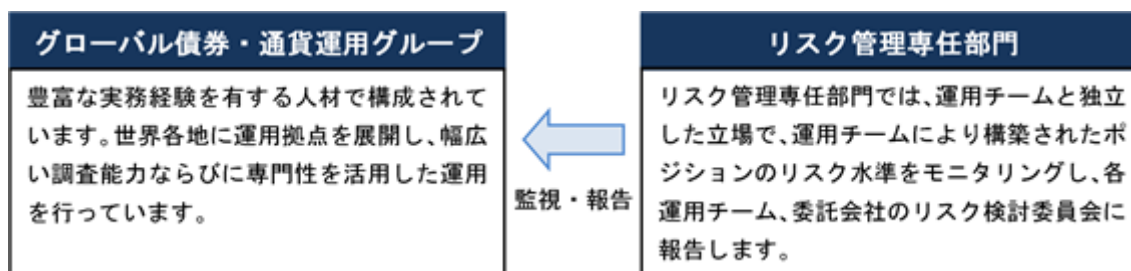 グローバル債券・通貨運用グループ
豊富な実務経験を有する人材で構成されて
います。世界各地に運用拠点を展開し、幅広
い調査能力ならびに専門性を活用した運用
を行っています。
監視・報告
リスク管理専任部門
リスク管理専任部門では、運用チームと独立
した立場で、運用チームにより構築されたポ
ジションのリスク水準をモニタリングし、各
運用チーム、委託会社のリスク検討委員会に
報告します。